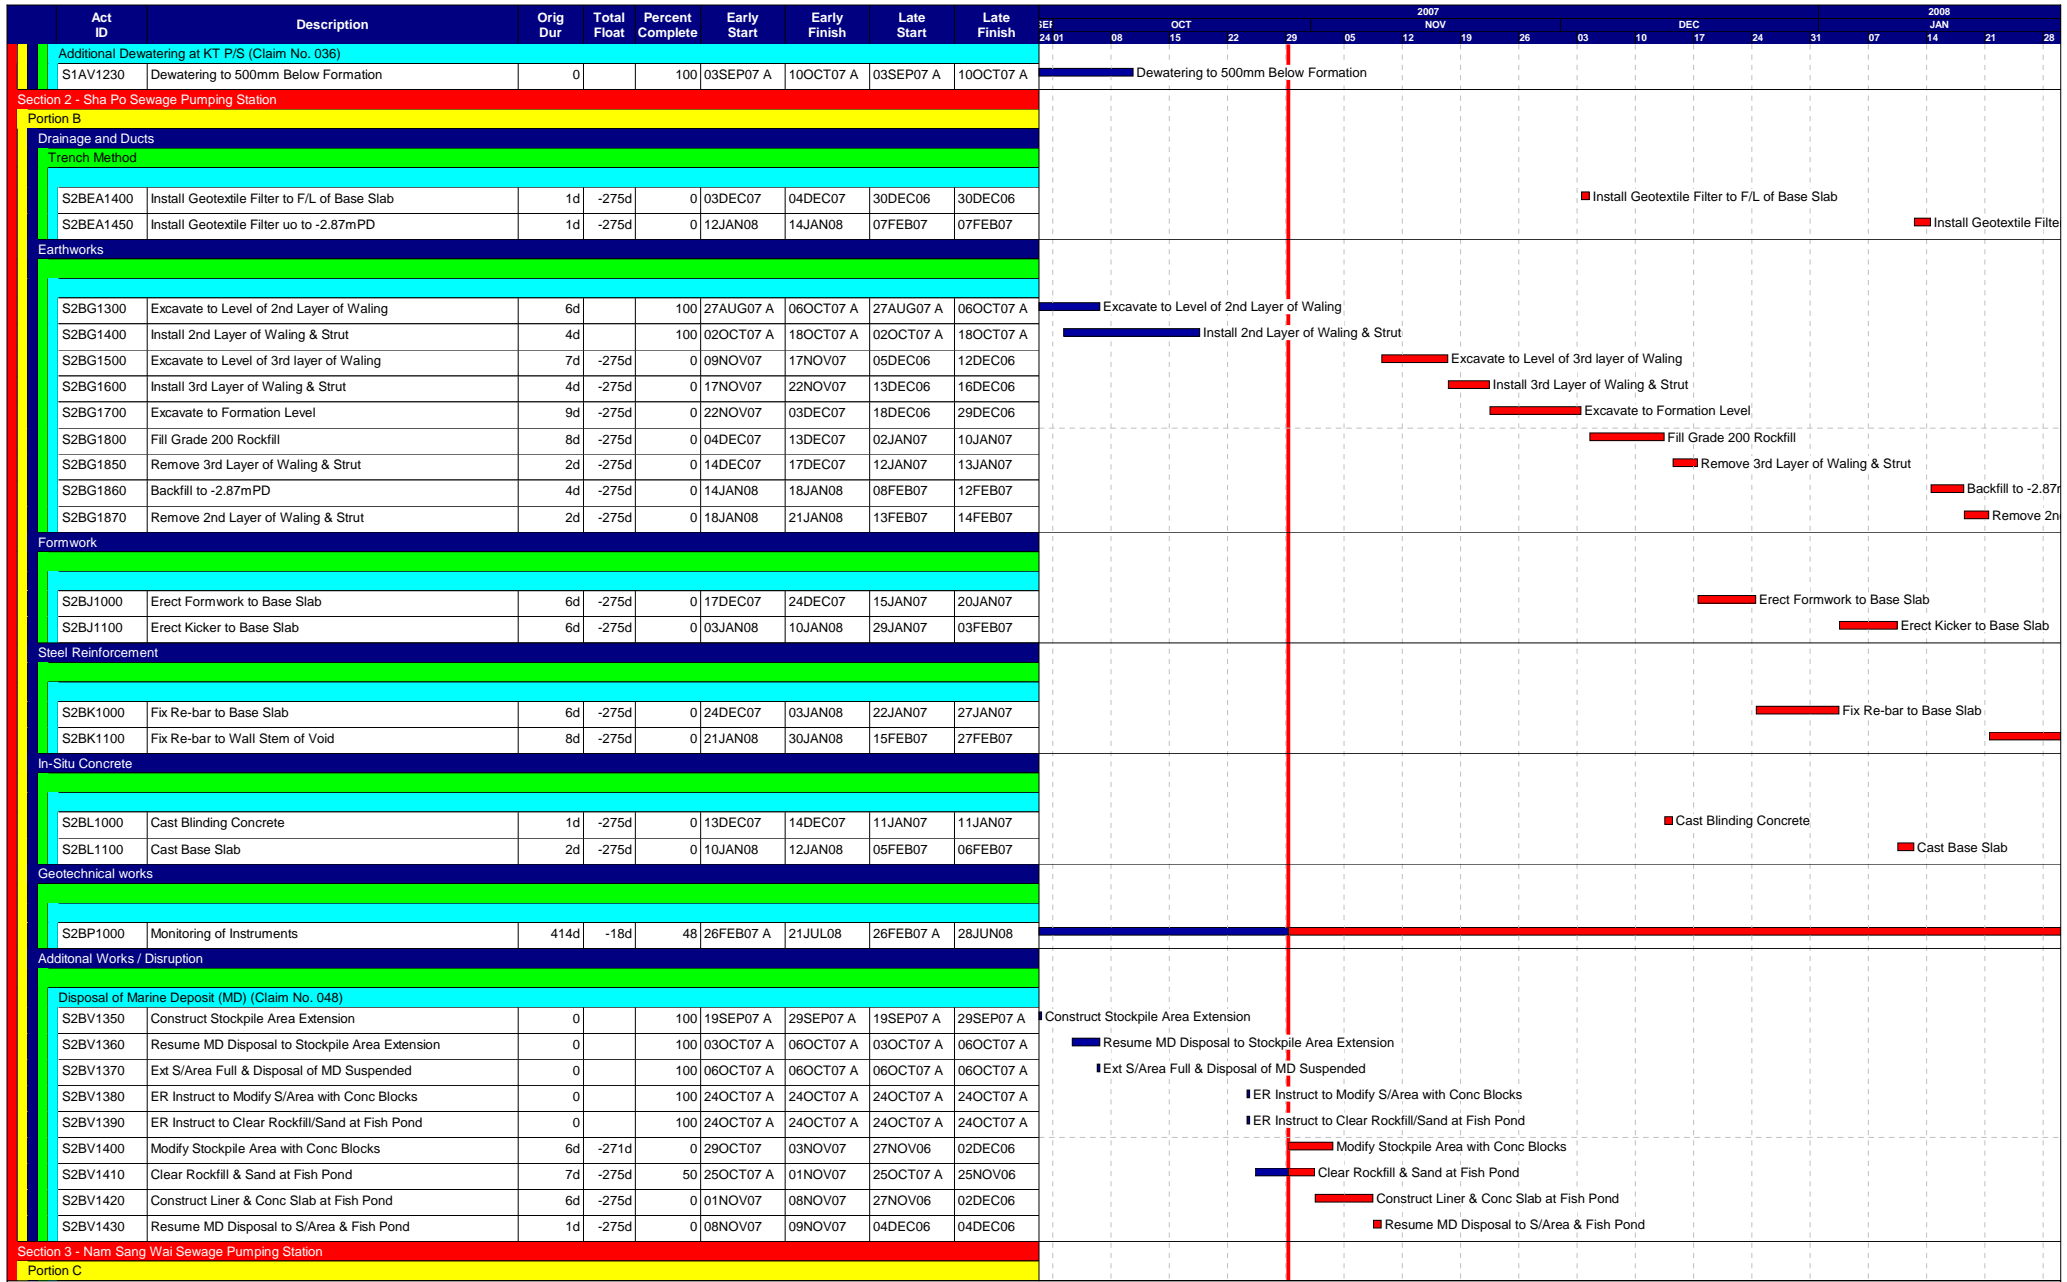 Act ID Description Orig Dur Total Float Percent Complete Early Start Early Finish Late Start Late Finish
2007 2008
SEP OCT NOV DEC JAN
24 01 08 15 22 29 05 12 19 26 03 10 17 24 31 07 14 21 28
Additional Dewatering at KT P/S (Claim No. 036)
S1AV1230 Dewatering to 500mm Below Formation 0 100 03SEP07 A 10OCT07 A 03SEP07 A 10OCT07 A Dewatering to 500mm Below Formation
Section 2 - Sha Po Sewage Pumping Station
Portion B
Drainage and Ducts
Trench Method
S2BEA1400 Install Geotextile Filter to F/L of Base Slab 1d -275d 0 03DEC07 04DEC07 30DEC06 30DEC06 Install Geotextile Filter to F/L of Base Slab
S2BEA1450 Install Geotextile Filter uo to -2.87mPD 1d -275d 0 12JAN08 14JAN08 07FEB07 07FEB07 Install Geotextile Filte
Earthworks
S2BG1300 Excavate to Level of 2nd Layer of Waling 6d 100 27AUG07 A 06OCT07 A 27AUG07 A 06OCT07 A Excavate to Level of 2nd Layer of Waling
S2BG1400 Install 2nd Layer of Waling & Strut 4d 100 02OCT07 A 18OCT07 A 02OCT07 A 18OCT07 A Install 2nd Layer of Waling & Strut
S2BG1500 Excavate to Level of 3rd layer of Waling 7d -275d 0 09NOV07 17NOV07 05DEC06 12DEC06 Excavate to Level of 3rd layer of Waling
S2BG1600 Install 3rd Layer of Waling & Strut 4d -275d 0 17NOV07 22NOV07 13DEC06 16DEC06 Install 3rd Layer of Waling & Strut
S2BG1700 Excavate to Formation Level 9d -275d 0 22NOV07 03DEC07 18DEC06 29DEC06 Excavate to Formation Level
S2BG1800 Fill Grade 200 Rockfill 8d -275d 0 04DEC07 13DEC07 02JAN07 10JAN07 Fill Grade 200 Rockfill
S2BG1850 Remove 3rd Layer of Waling & Strut 2d -275d 0 14DEC07 17DEC07 12JAN07 13JAN07 Remove 3rd Layer of Waling & Strut
S2BG1860 Backfill to -2.87mPD 4d -275d 0 14JAN08 18JAN08 08FEB07 12FEB07 Backfill to -2.87m
S2BG1870 Remove 2nd Layer of Waling & Strut 2d -275d 0 18JAN08 21JAN08 13FEB07 14FEB07 Remove 2n
Formwork
S2BJ1000 Erect Formwork to Base Slab 6d -275d 0 17DEC07 24DEC07 15JAN07 20JAN07 Erect Formwork to Base Slab
S2BJ1100 Erect Kicker to Base Slab 6d -275d 0 03JAN08 10JAN08 29JAN07 03FEB07 Erect Kicker to Base Slab
Steel Reinforcement
S2BK1000 Fix Re-bar to Base Slab 6d -275d 0 24DEC07 03JAN08 22JAN07 27JAN07 Fix Re-bar to Base Slab
S2BK1100 Fix Re-bar to Wall Stem of Void 8d -275d 0 21JAN08 30JAN08 15FEB07 27FEB07
In-Situ Concrete
S2BL1000 Cast Blinding Concrete 1d -275d 0 13DEC07 14DEC07 11JAN07 11JAN07 Cast Blinding Concrete
S2BL1100 Cast Base Slab 2d -275d 0 10JAN08 12JAN08 05FEB07 06FEB07 Cast Base Slab
Geotechnical works
S2BP1000 Monitoring of Instruments 414d -18d 48 26FEB07 A 21JUL08 26FEB07 A 28JUN08
Additonal Works / Disruption
Disposal of Marine Deposit (MD) (Claim No. 048)
S2BV1350 Construct Stockpile Area Extension 0 100 19SEP07 A 29SEP07 A 19SEP07 A 29SEP07 A Construct Stockpile Area Extension
S2BV1360 Resume MD Disposal to Stockpile Area Extension 0 100 03OCT07 A 06OCT07 A 03OCT07 A 06OCT07 A Resume MD Disposal to Stockpile Area Extension
S2BV1370 Ext S/Area Full & Disposal of MD Suspended 0 100 06OCT07 A 06OCT07 A 06OCT07 A 06OCT07 A Ext S/Area Full & Disposal of MD Suspended
S2BV1380 ER Instruct to Modify S/Area with Conc Blocks 0 100 24OCT07 A 24OCT07 A 24OCT07 A 24OCT07 A ER Instruct to Modify S/Area with Conc Blocks
S2BV1390 ER Instruct to Clear Rockfill/Sand at Fish Pond 0 100 24OCT07 A 24OCT07 A 24OCT07 A 24OCT07 A ER Instruct to Clear Rockfill/Sand at Fish Pond
S2BV1400 Modify Stockpile Area with Conc Blocks 6d -271d 0 29OCT07 03NOV07 27NOV06 02DEC06 Modify Stockpile Area with Conc Blocks
S2BV1410 Clear Rockfill & Sand at Fish Pond 7d -275d 50 25OCT07 A 01NOV07 25OCT07 A 25NOV06 Clear Rockfill & Sand at Fish Pond
S2BV1420 Construct Liner & Conc Slab at Fish Pond 6d -275d 0 01NOV07 08NOV07 27NOV06 02DEC06 Construct Liner & Conc Slab at Fish Pond
S2BV1430 Resume MD Disposal to S/Area & Fish Pond 1d -275d 0 08NOV07 09NOV07 04DEC06 04DEC06 Resume MD Disposal to S/Area & Fish Pond
Section 3 - Nam Sang Wai Sewage Pumping Station
Portion C